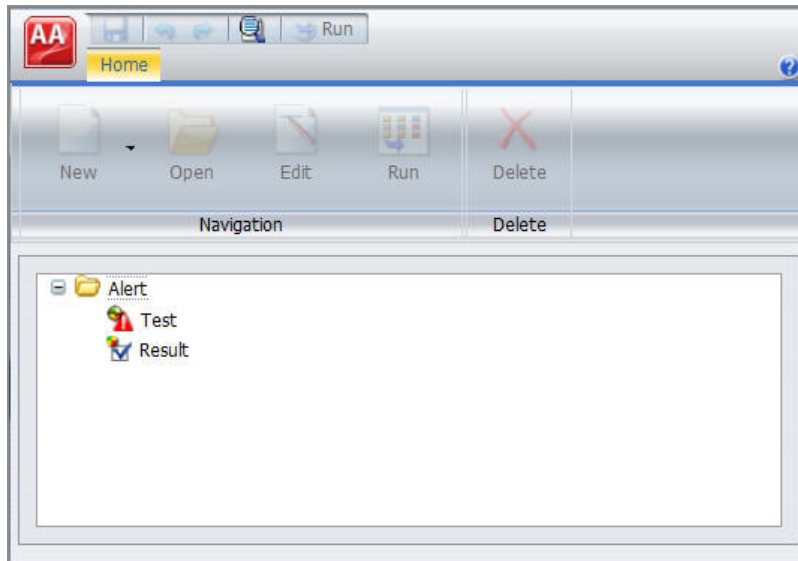 AA
Run
Home
?
New Open Edit Run Delete
Navigation Delete
Alert
Test
Result